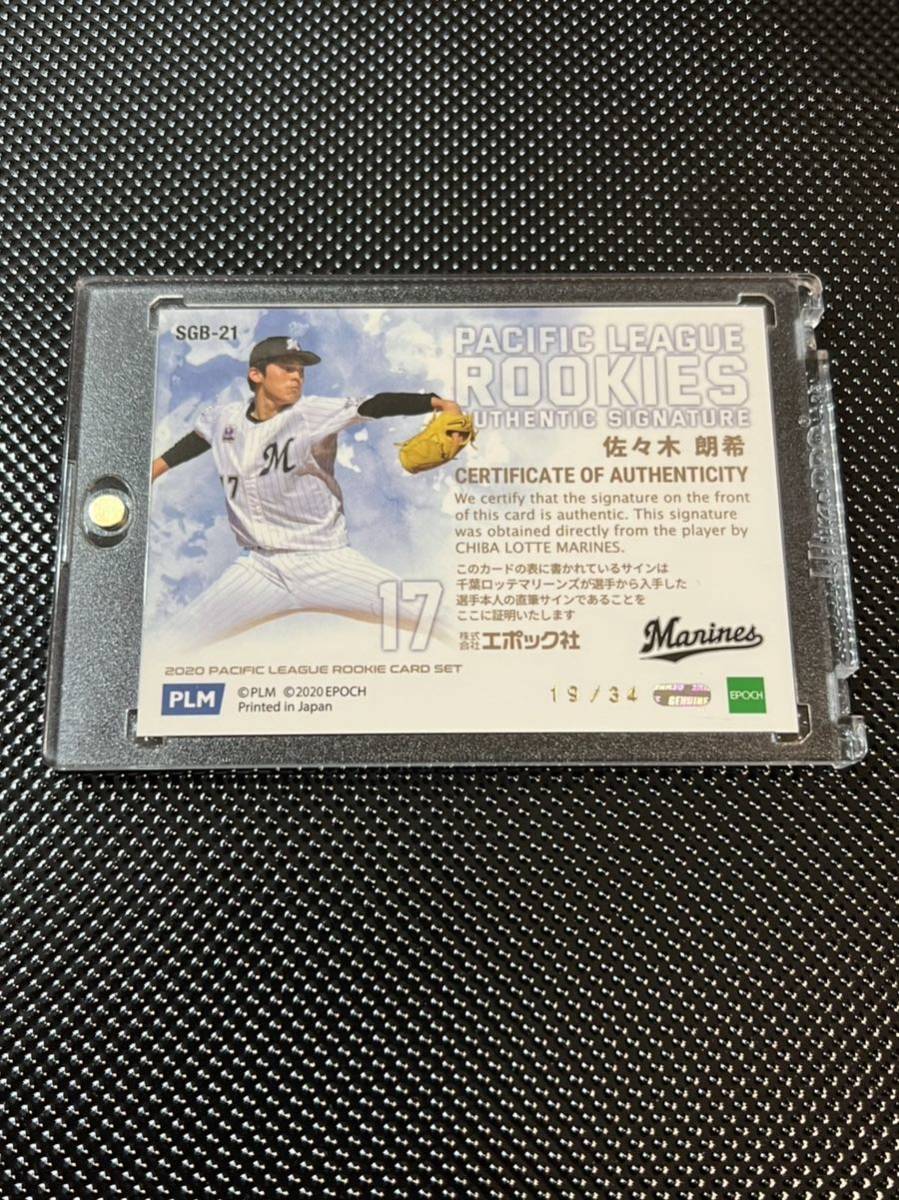 SGB-21
PACIFIC LEAGUE
ROOKIES
AUTHENTIC SIGNATURE
佐々木 朗希
CERTIFICATE OF AUTHENTICITY
We certify that the signature on the front
of this card is authentic. This signature
was obtained directly from the player by
CHIBA LOTTE MARINES.
このカードの表に書かれているサインは
千葉ロッテマリーンズが選手から入手した
選手本人の直筆サインであることを
ここに証明いたします
株式会社エポック社
Marines
M
M
17
17
2020 PACIFIC LEAGUE ROOKIE CARD SET
PLM
©PLM ©2020 EPOCH
Printed in Japan
19/34
GENUINE
EPOCH